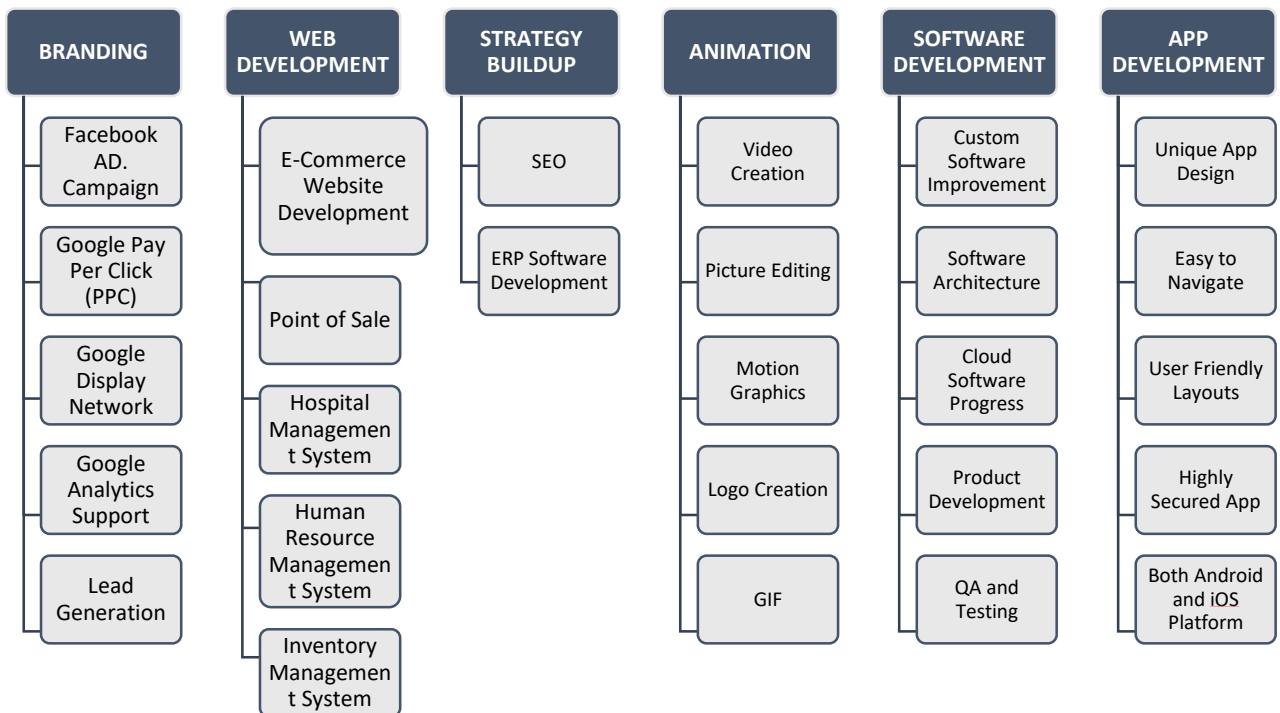 BRANDING
Facebook
AD.
Campaign
Google Pay
Per Click
(PPC)
Google
Display
Network
Google
Analytics
Support
Lead
Generation
WEB
DEVELOPMENT
E-Commerce
Website
Development
Point of Sale
Hospital
Managemen
t System
Human
Resource
Managemen
t System
Inventory
Managemen
t System
STRATEGY
BUILDUP
SEO
ERP Software
Development
ANIMATION
Video
Creation
Picture Editing
Motion
Graphics
Logo Creation
GIF
SOFTWARE
DEVELOPMENT
Custom
Software
Improvement
Software
Architecture
Cloud
Software
Progress
Product
Development
QA and
Testing
APP
DEVELOPMENT
Unique App
Design
Easy to
Navigate
User Friendly
Layouts
Highly
Secured App
Both Android
and iOS
Platform